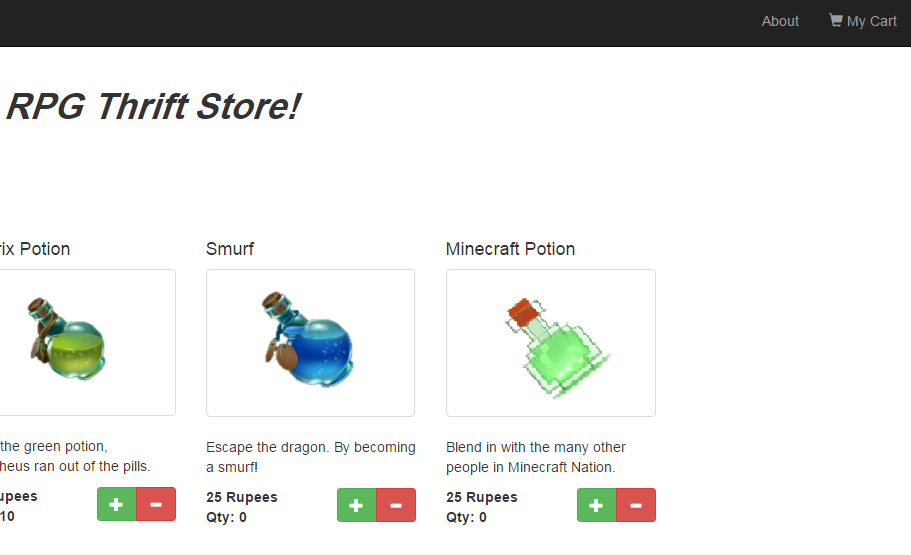 About
My Cart
RPG Thrift Store!
rix Potion
Smurf
Minecraft Potion
the green potion,
heus ran out of the pills.
Escape the dragon. By becoming
a smurf!
Blend in with the many other
people in Minecraft Nation.
upees
10
25 Rupees
Qty: 0
25 Rupees
Qty: 0